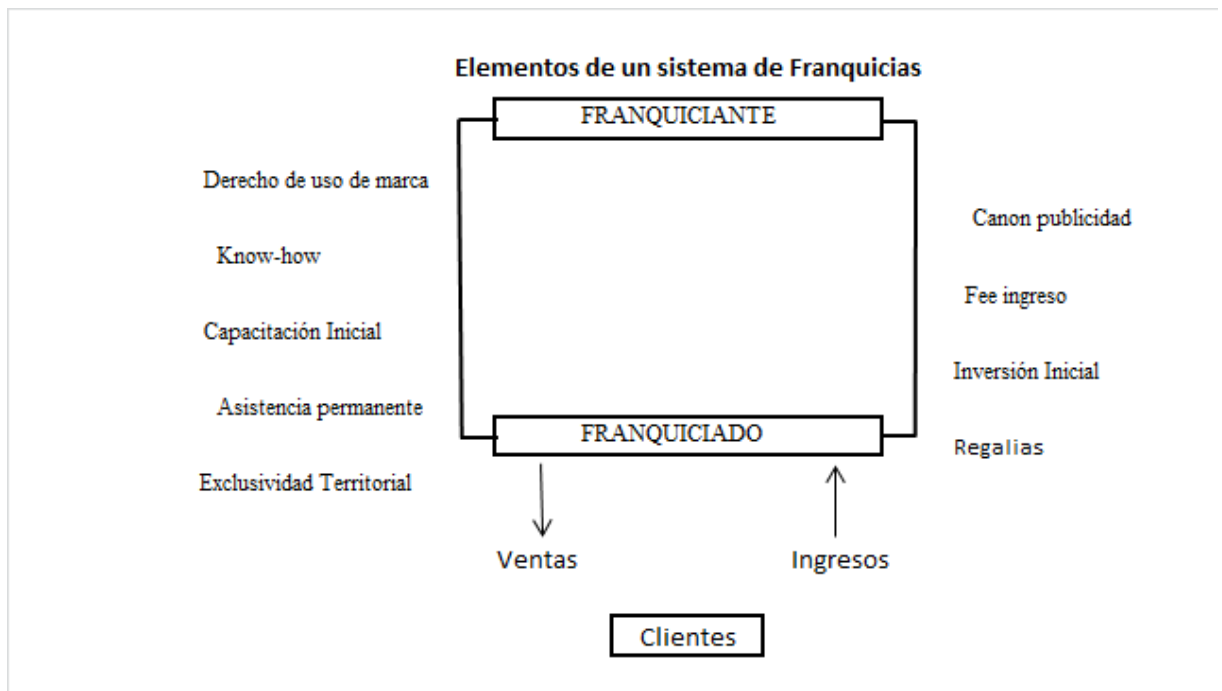 Elementos de un sistema de Franquicias
FRANQUICIANTE
Derecho de uso de marca
Know-how
Capacitación Inicial
Asistencia permanente
Exclusividad Territorial
Canon publicidad
Fee ingreso
Inversión Inicial
Regalias
FRANQUICIADO
Ventas
Ingresos
Clientes